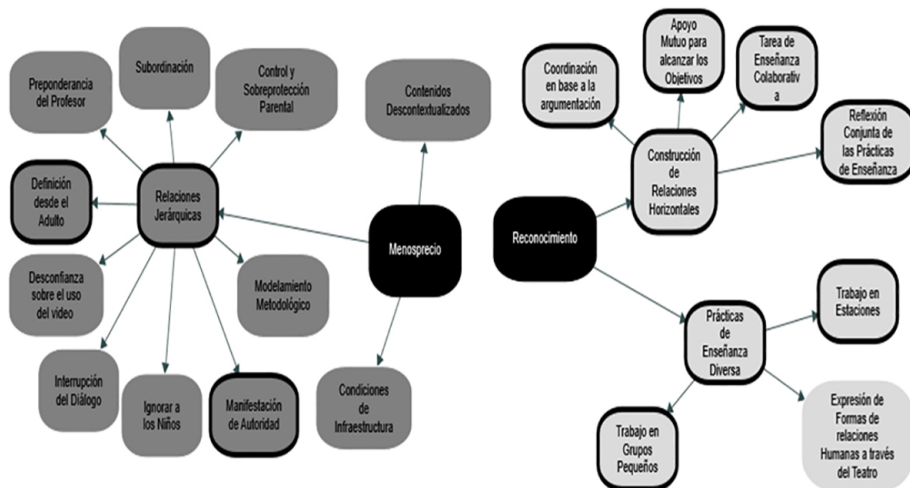 Preponderancia
del Profesor
Subordinación
Control y
Sobreprotección
Parental
Contenidos
Descontextualizados
Definición
desde el
Adulto
Relaciones
Jerárquicas
Menosprecio
Desconfianza
sobre el uso
del video
Modelamiento
Metodológico
Interrupción
del Diálogo
Ignorar a
los Niños
Manifestación
de Autoridad
Condiciones
de
Infraestructura
Coordinación
en base a la
argumentación
Apoyo
Mutuo para
alcanzar los
Objetivos
Tarea de
Enseñanza
Colaborativ
a
Reflexión
Conjunta de
las Prácticas
de Enseñanza
Construcción
de
Relaciones
Horizontales
Reconocimiento
Prácticas
de
Enseñanza
Diversa
Trabajo en
Estaciones
Trabajo en
Grupos
Pequeños
Expresión de
Formas de
relaciones
Humanas a través
del Teatro